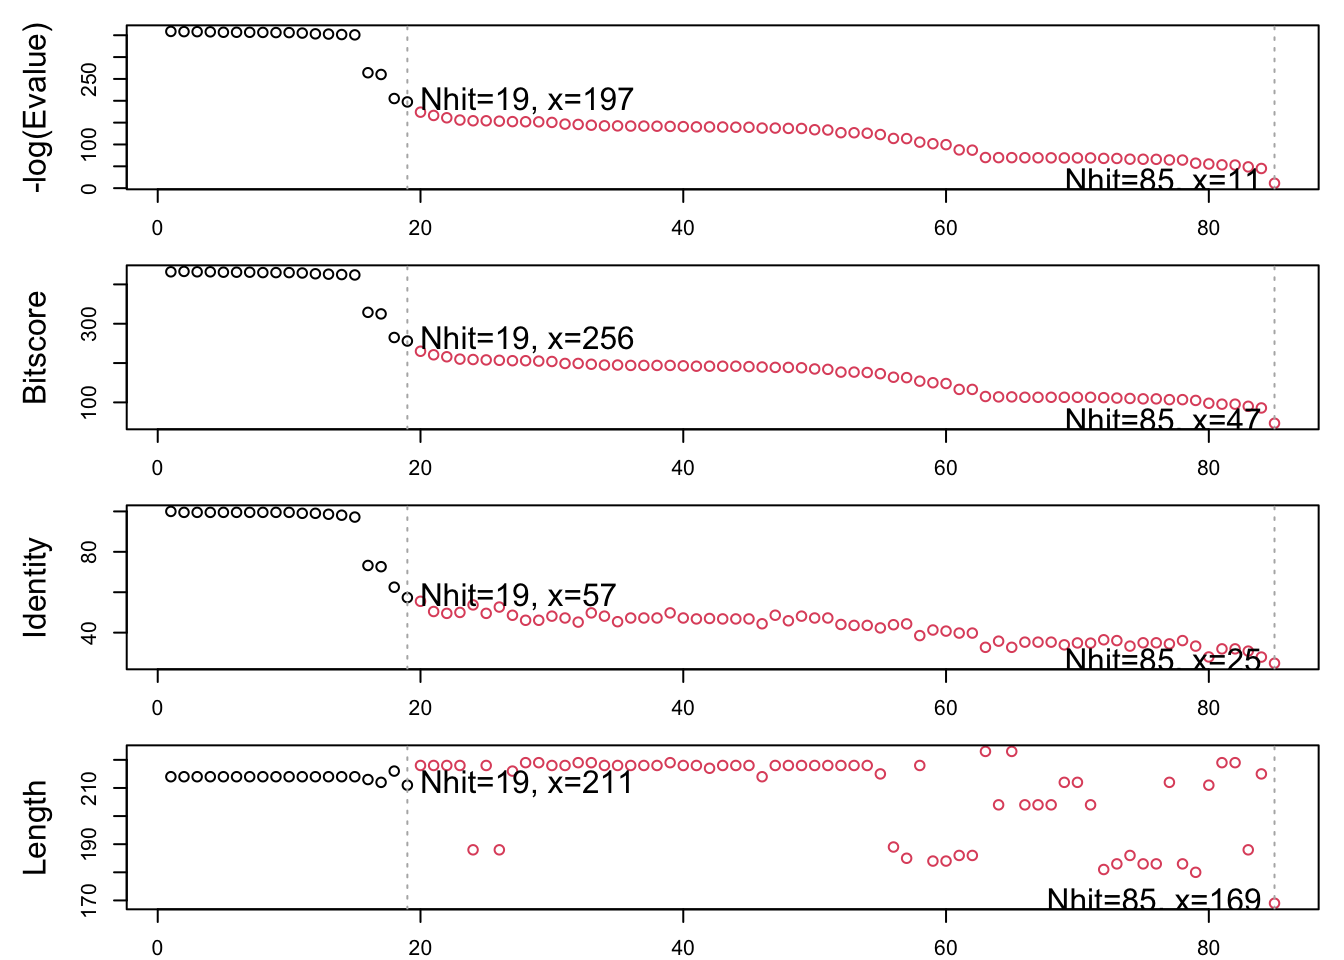 -log(Evalue)
0 100 250
Nhit=19, x=197
Nhit=85, x=11
0 20 40 60 80
Bitscore
100 300
Nhit=19, x=256
Nhit=85, x=47
0 20 40 60 80
Identity
40 80
Nhit=19, x=57
Nhit=85, x=25
0 20 40 60 80
Length
170 190 210
Nhit=19, x=211
Nhit=85, x=169
0 20 40 60 80